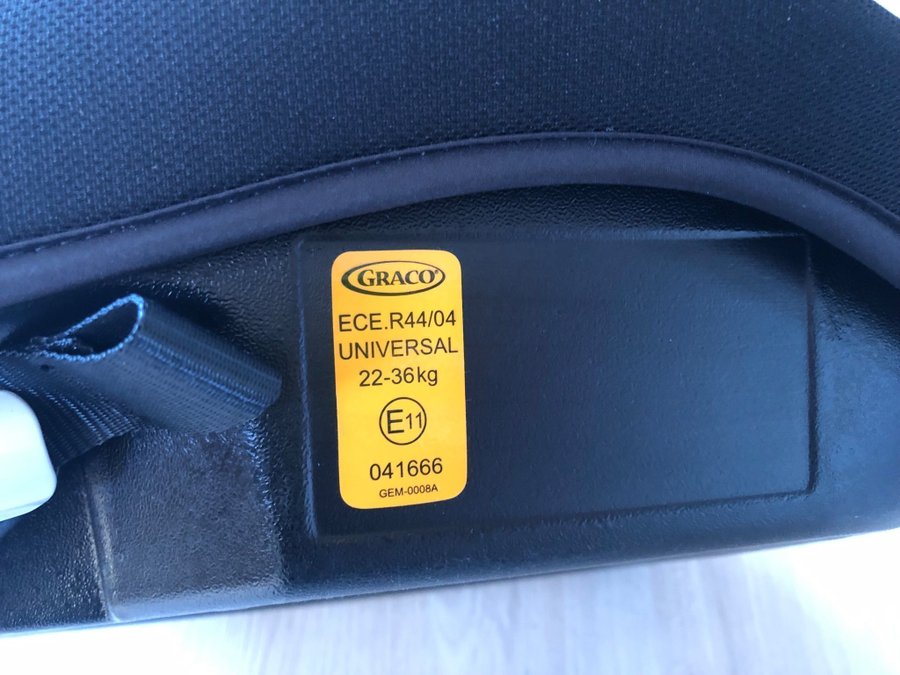 GRACO®
ECE.R44/04
UNIVERSAL
22-36kg
E11
041666
GEM-0008A